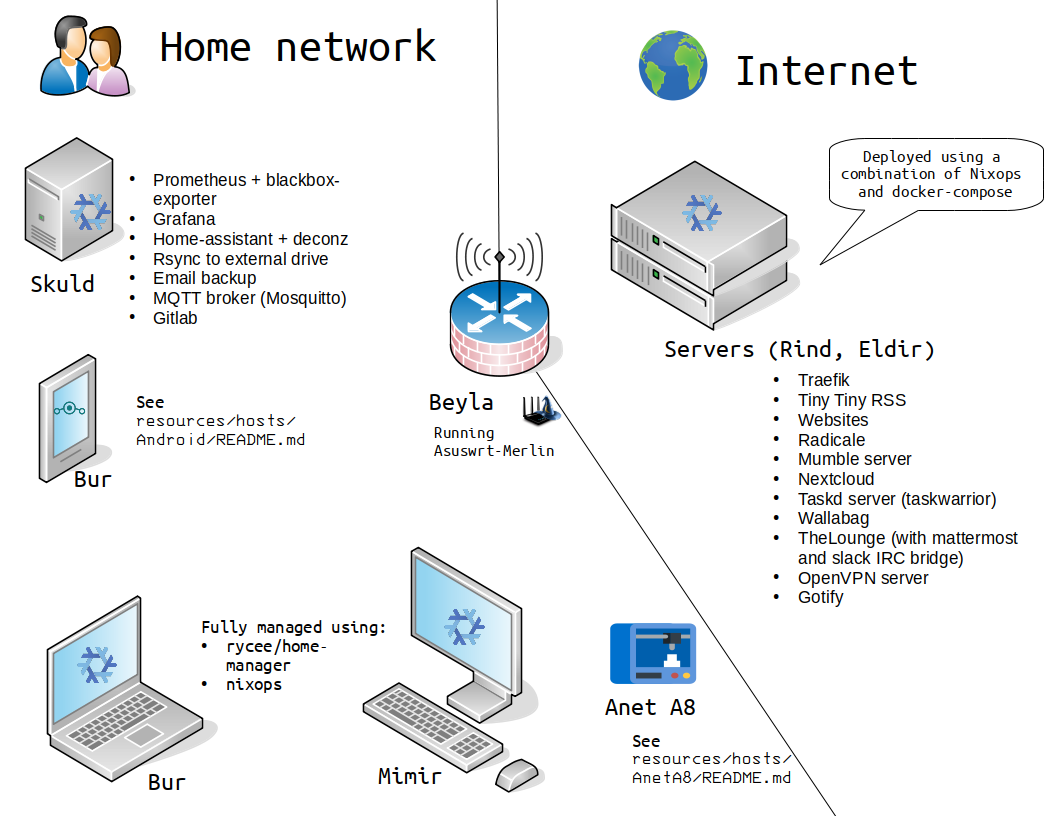 Home network
Internet
Deployed using a
combination of Nixops
and docker-compose
• Prometheus + blackbox-
exporter
• Grafana
• Home-assistant + deconz
• Rsync to external drive
• Email backup
• MQTT broker (Mosquitto)
• Gitlab
Skuld
Servers (Rind, Eldir)
• Traefik
• Tiny Tiny RSS
• Websites
• Radicale
• Mumble server
• Nextcloud
• Taskd server (taskwarrior)
• Wallabag
• TheLounge (with mattermost
and slack IRC bridge)
• OpenVPN server
• Gotify
Beyla
Running
Asuswrt-Merlin
See
resources/hosts/
Android/README.md
Bur
Fully managed using:
• rycee/home-
manager
• nixops
Bur
Mimir
Anet A8
See
resources/hosts/
AnetA8/README.md